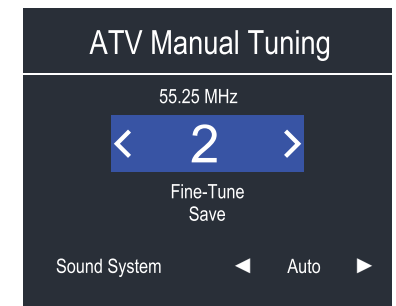 ATV Manual Tuning
55.25 MHz
2
Fine-Tune
Save
Sound System Auto